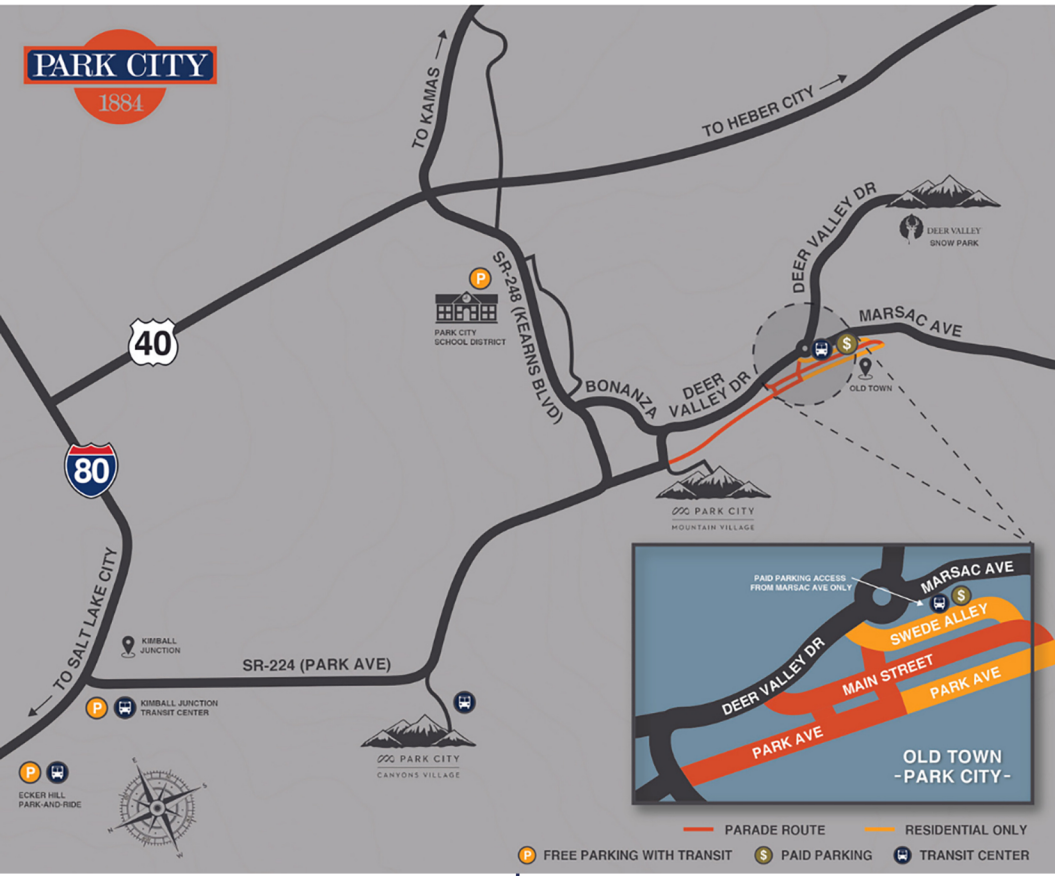 PARK CITY
1884
TO KAMAS
TO HEBER CITY
DEER VALLEY DR
DEER VALLEY
SNOW PARK
SR-248 (KEARNS BLVD)
P
PARK CITY
SCHOOL DISTRICT
40
MARSAC AVE
$
OLD TOWN
BONANZA
DEER
VALLEY DR
80
PARK CITY
MOUNTAIN VILLAGE
TO SALT LAKE CITY
KIMBALL
JUNCTION
SR-224 (PARK AVE)
P
KIMBALL JUNCTION
TRANSIT CENTER
PARK CITY
CANYONS VILLAGE
P
ECKER HILL
PARK-AND-RIDE
E
S
N
W
PAID PARKING ACCESS
FROM MARSAC AVE ONLY
MARSAC AVE
$
SWEDE ALLEY
DEER VALLEY DR
MAIN STREET
PARK AVE
PARK AVE
OLD TOWN
-PARK CITY-
PARADE ROUTE
RESIDENTIAL ONLY
P FREE PARKING WITH TRANSIT
$ PAID PARKING
TRANSIT CENTER